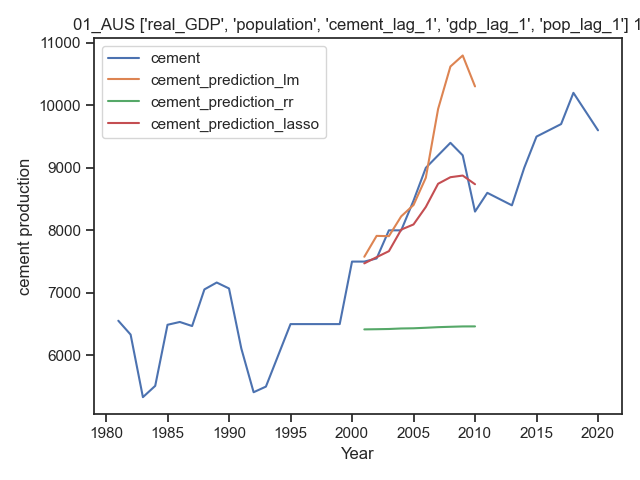 01_AUS ['real_GDP', 'population', 'cement_lag_1', 'gdp_lag_1', 'pop_lag_1'] 1
cement
cement_prediction_lm
cement_prediction_rr
cement_prediction_lasso
cement production
11000
10000
9000
8000
7000
6000
1980 1985 1990 1995 2000 2005 2010 2015 2020
Year